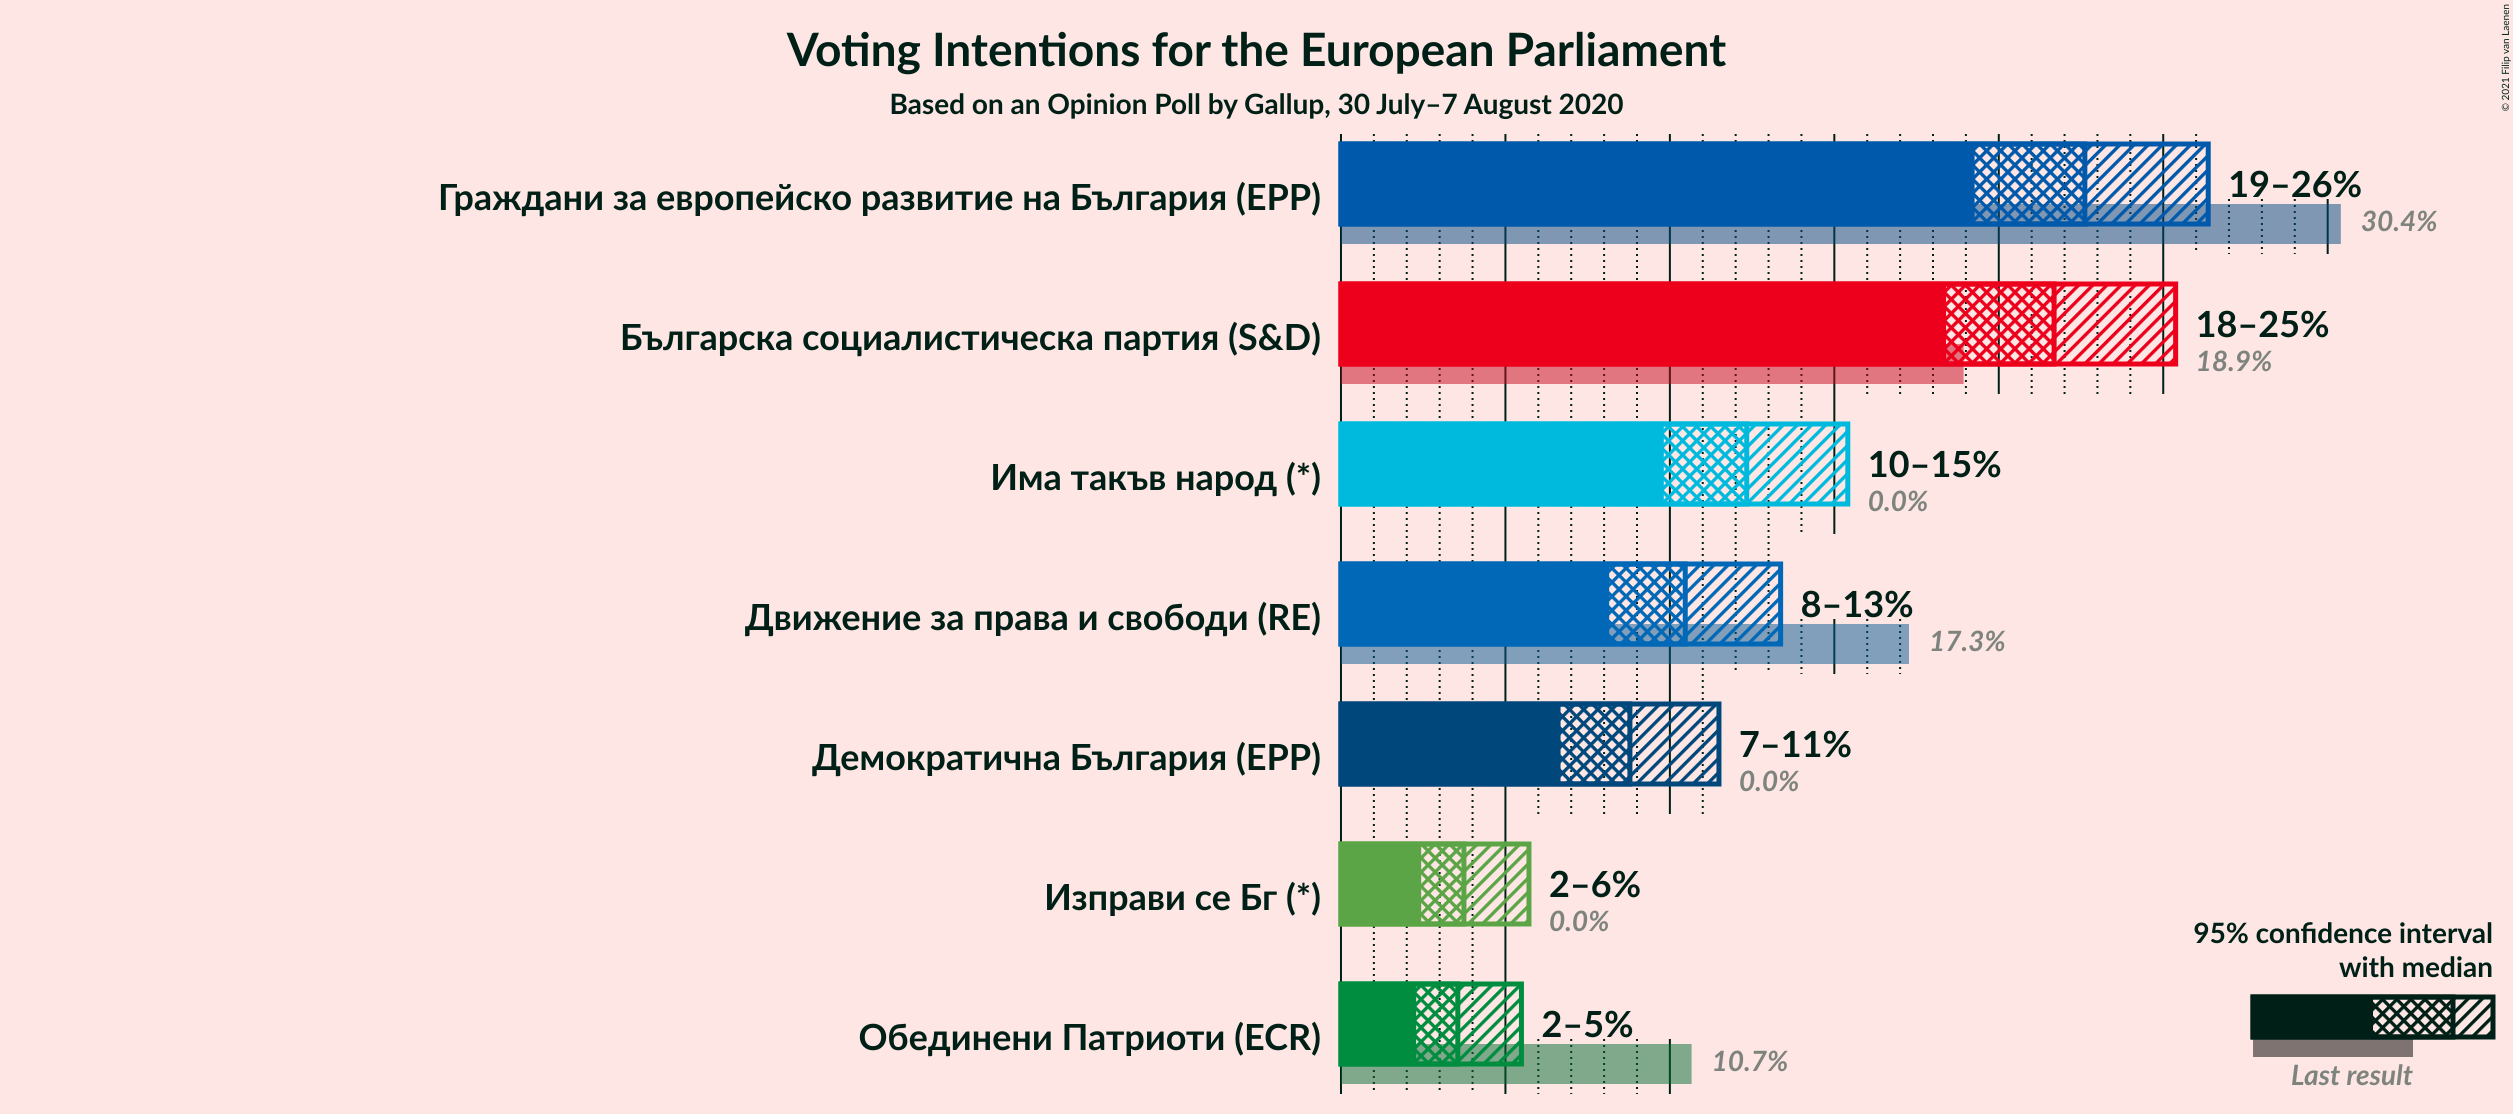 Voting Intentions for the European Parliament
Based on an Opinion Poll by Gallup, 30 July–7 August 2020
© 2021 Filip van Laenen
Граждани за европейско развитие на България (EPP)
19–26%
30.4%
Българска социалистическа партия (S&D)
18–25%
18.9%
Има такъв народ (*)
10–15%
0.0%
Движение за права и свободи (RE)
8–13%
17.3%
Демократична България (EPP)
7–11%
0.0%
Изправи се Бг (*)
2–6%
0.0%
Обединени Патриоти (ECR)
2–5%
10.7%
95% confidence interval
with median
Last result